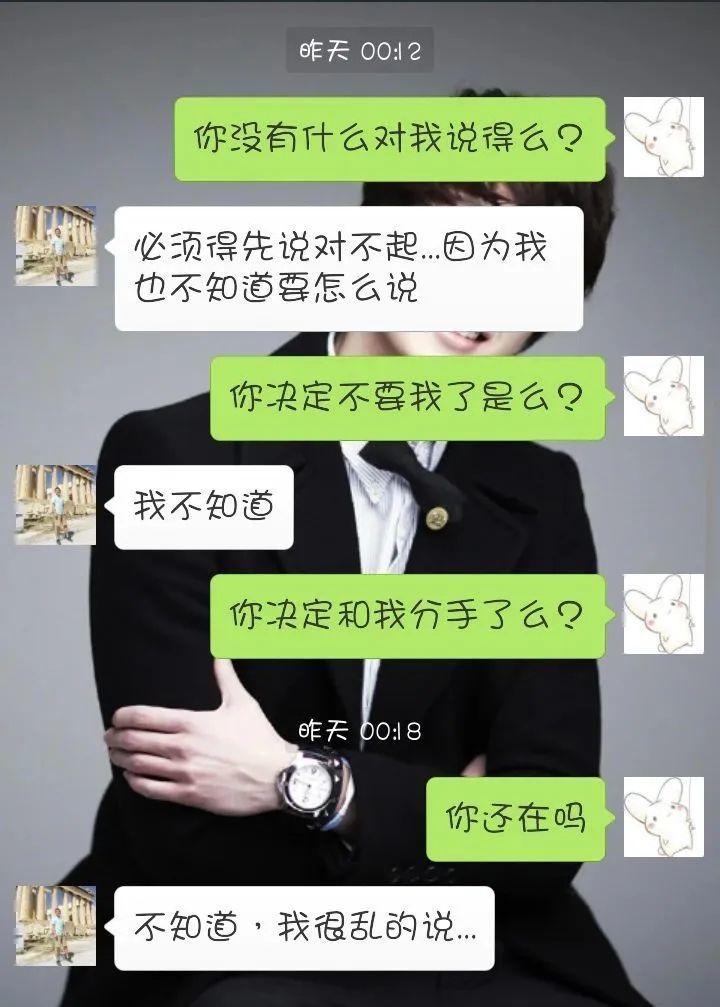 昨天 00:12
你没有什么对我说得么？
必须得先说对不起...因为我
也不知道要怎么说
你决定不要我了是么？
我不知道
你决定和我分手了么？
昨天 00:18
你还在吗
不知道，我很乱的说...